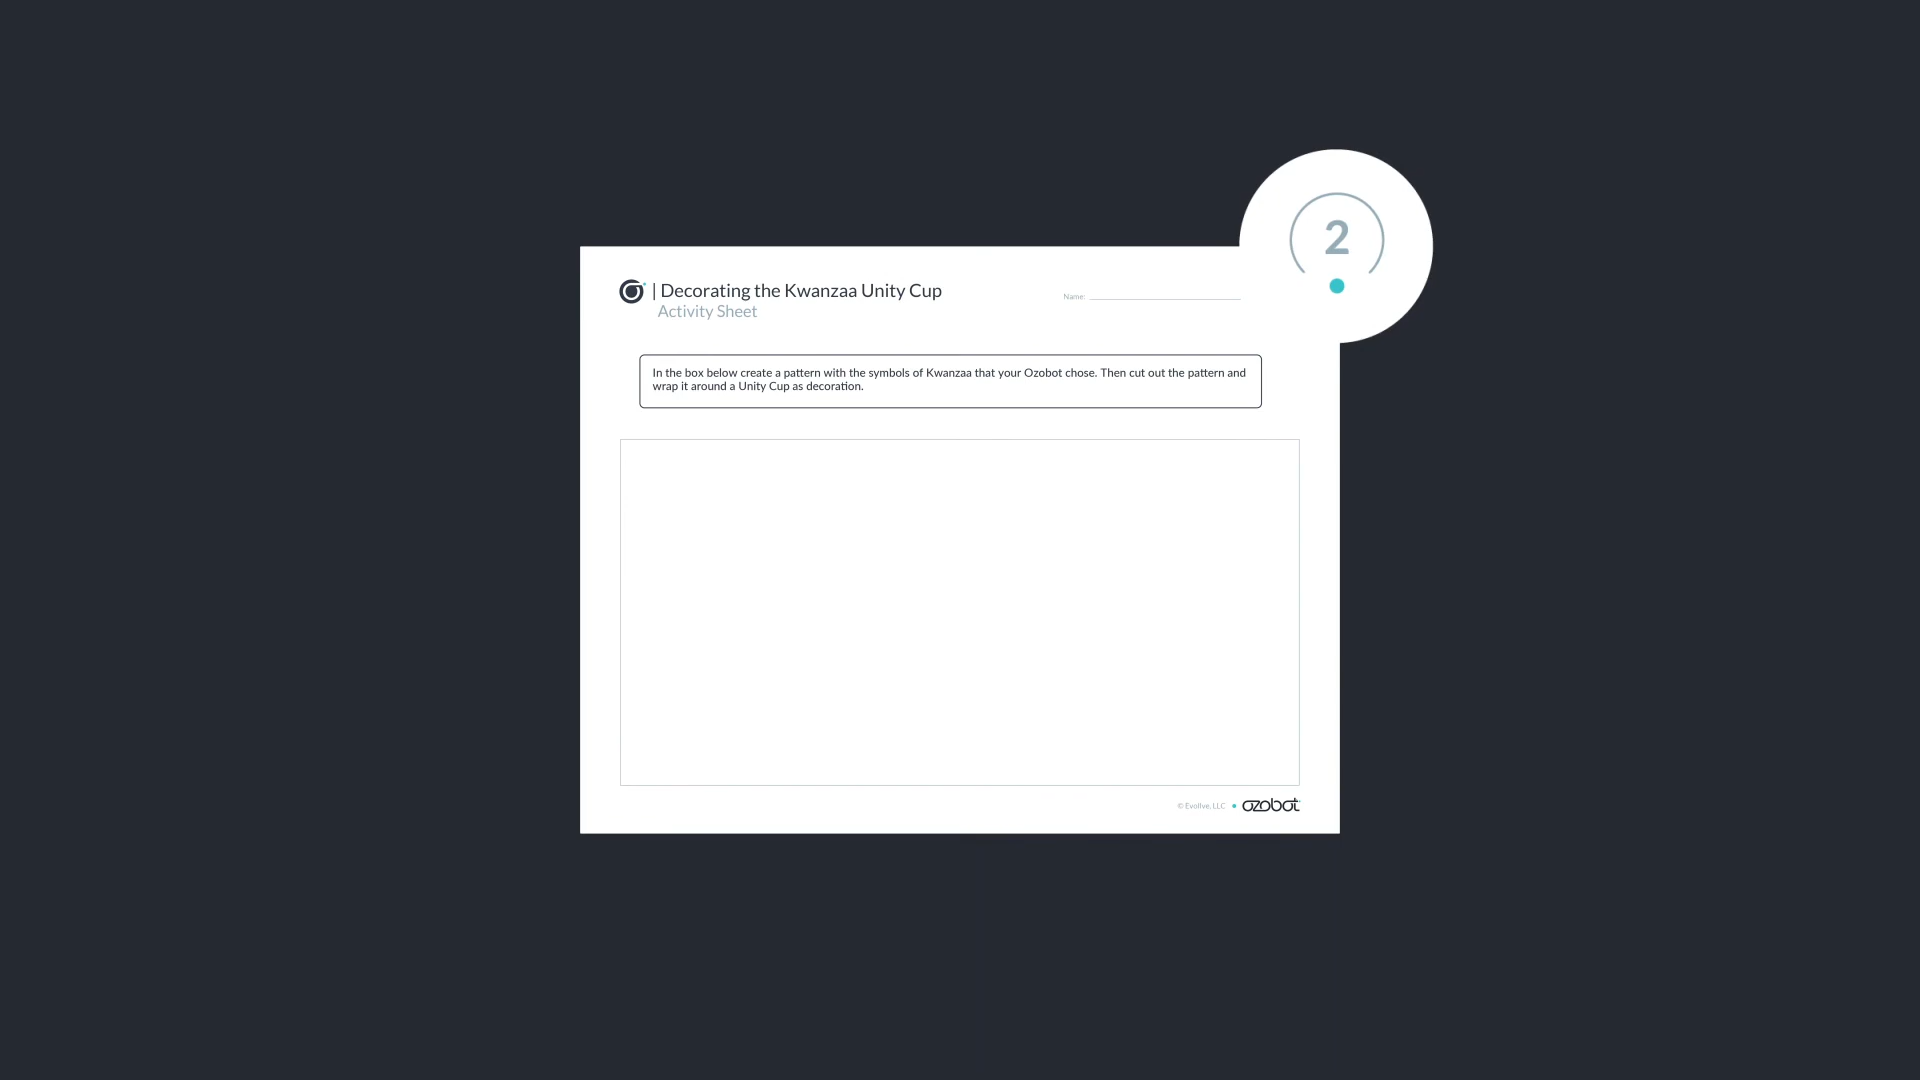 2
| Decorating the Kwanzaa Unity Cup
Name:
Activity Sheet
In the box below create a pattern with the symbols of Kwanzaa that your Ozobot chose. Then cut out the pattern and
wrap it around a Unity Cup as decoration.
© Evollve, LLC • ozobot